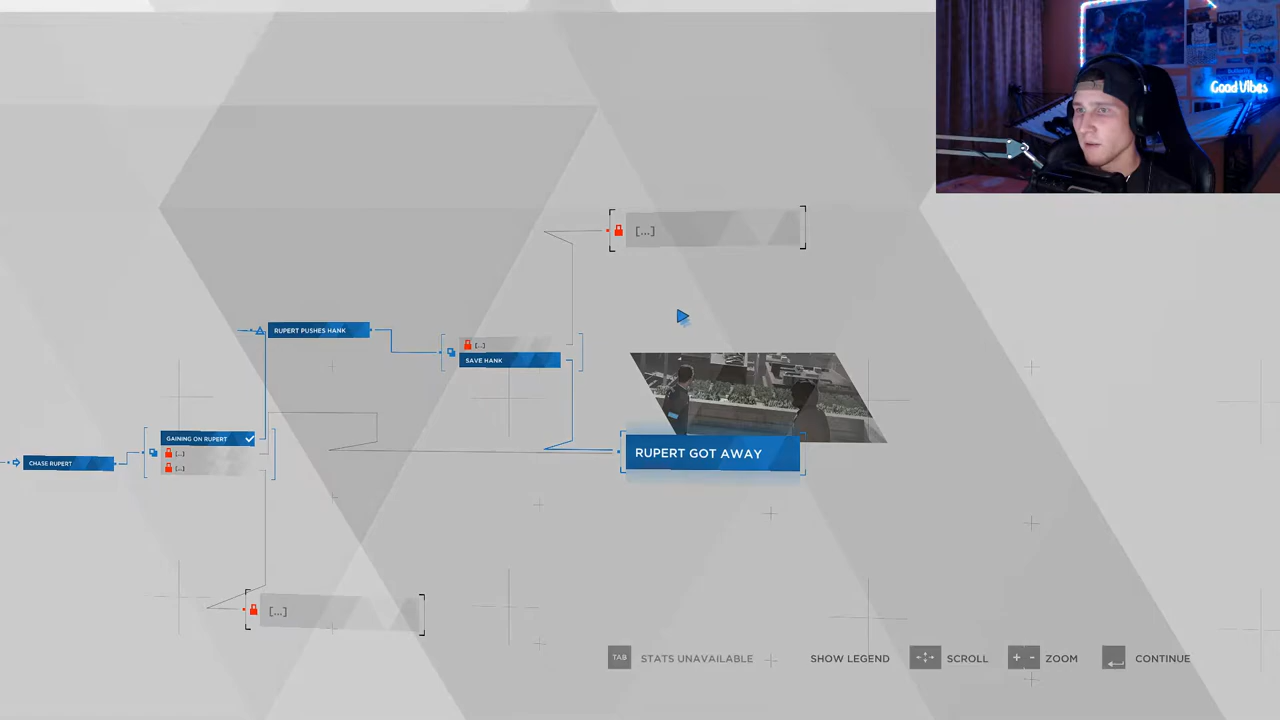 Good Vibes
[...]
RUPERT PUSHES HANK
[...]
SAVE HANK
GAINING ON RUPERT
[...]
[...]
CHASE RUPERT
RUPERT GOT AWAY
[...]
TAB STATS UNAVAILABLE SHOW LEGEND SCROLL + - ZOOM CONTINUE